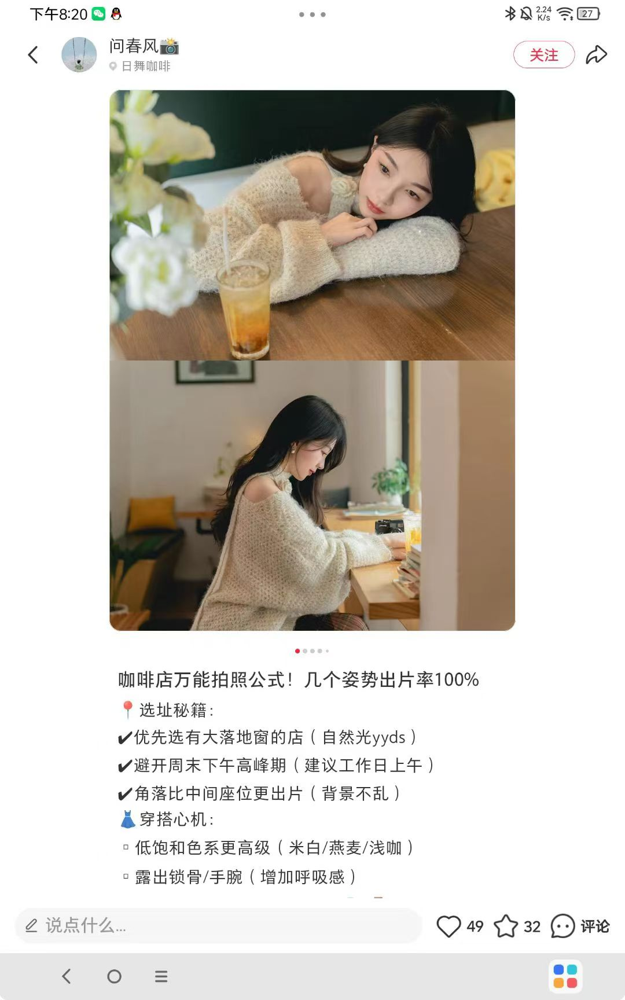 下午8:20
2.24
K/s
27
问春风
日舞咖啡
关注
咖啡店万能拍照公式！几个姿势出片率100%
选址秘籍：
✔优先选有大落地窗的店（自然光yyds）
✔避开周末下午高峰期（建议工作日上午）
✔角落比中间座位更出片（背景不乱）
穿搭心机：
▫低饱和色系更高级（米白/燕麦/浅咖）
▫露出锁骨/手腕（增加呼吸感）
说点什么...
49
32
评论